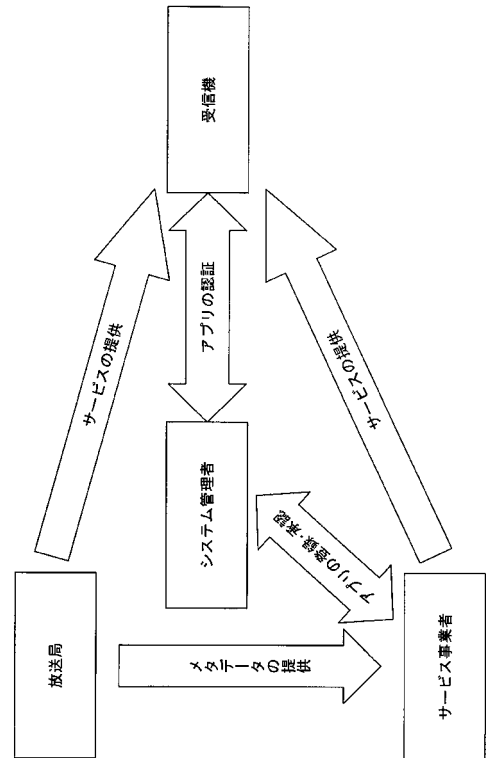 放送局
サービスの提供
受信機
システム管理者
アプリの認証
メタデータの提供
アプリの登録・承認
サービスの提供
サービス事業者